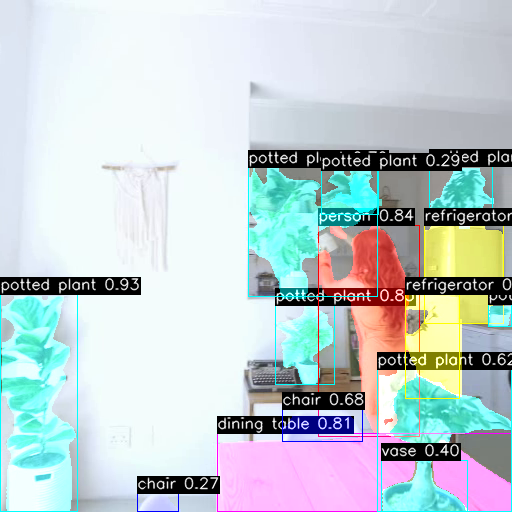 potted plant 0.29
person 0.84
refrigerator
potted plant 0.93
refrigerator
potted plant 0.8
potted plant 0.62
chair 0.68
dining table 0.81
vase 0.40
chair 0.27